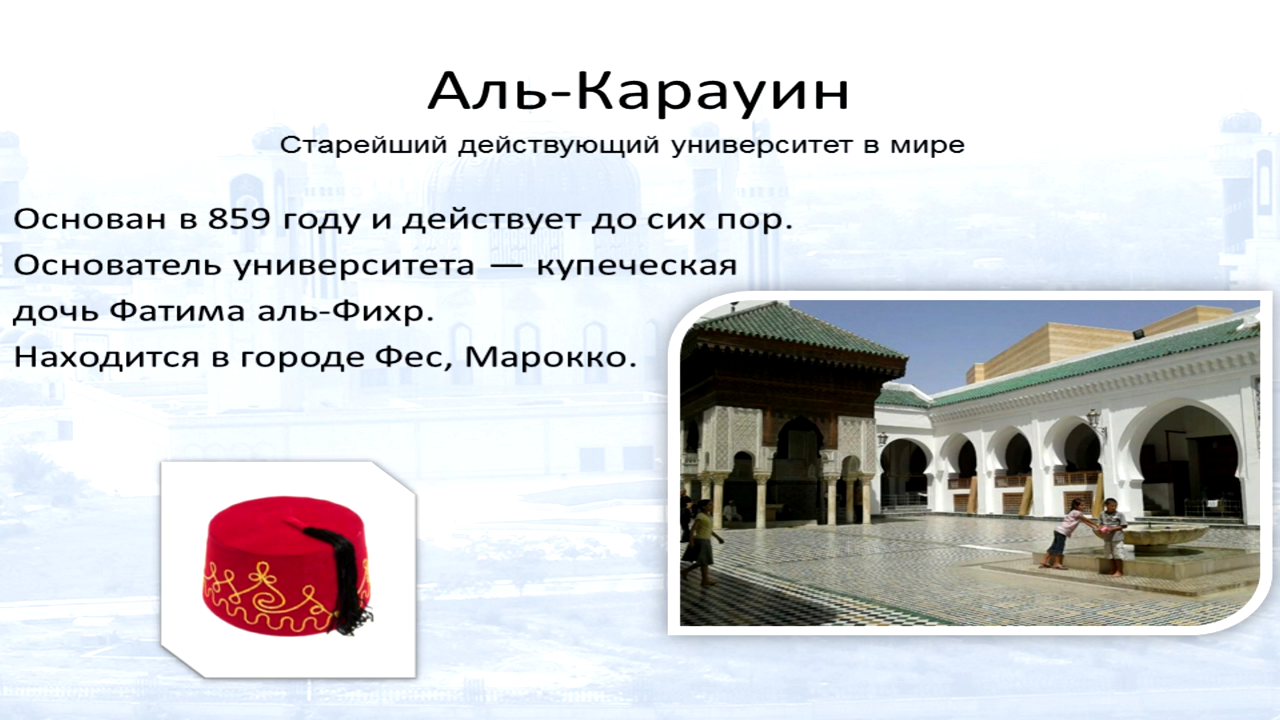 Аль-Карауин
Старейший действующий университет в мире
Основан в 859 году и действует до сих пор.
Основатель университета — купеческая
дочь Фатима аль-Фихр.
Находится в городе Фес, Марокко.